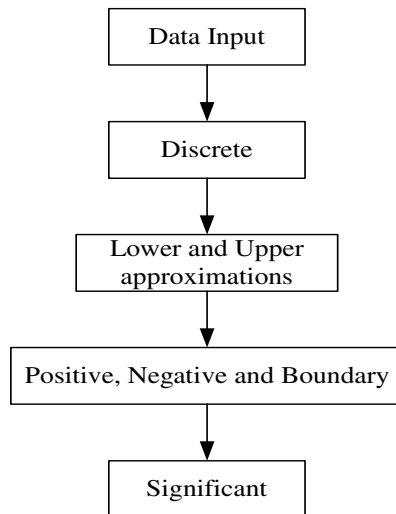 Data Input
Discrete
Lower and Upper
approximations
Positive, Negative and Boundary
Significant